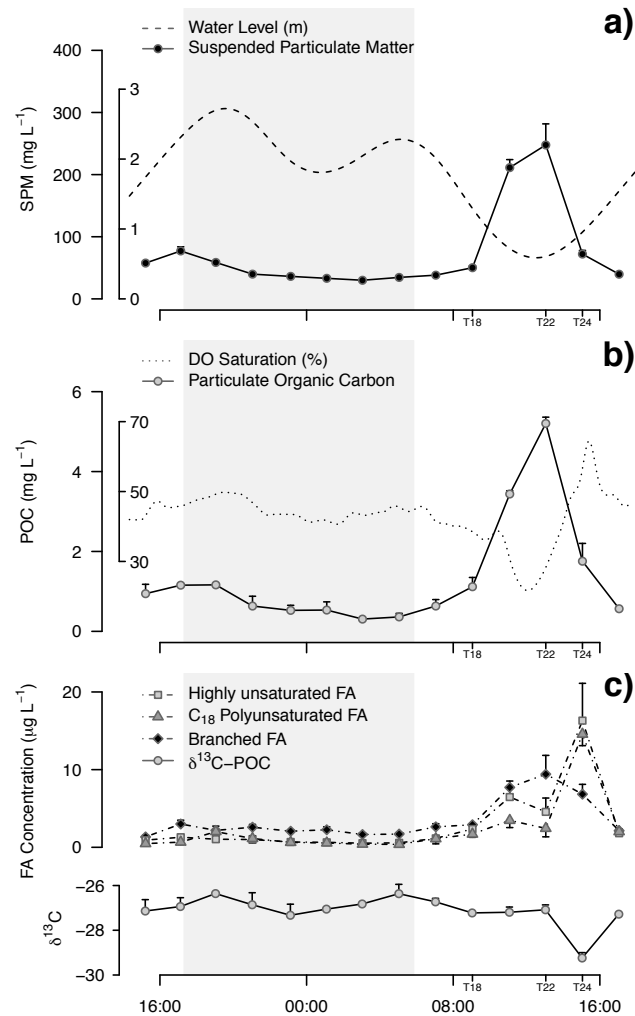 a)
Water Level (m)
Suspended Particulate Matter
400
300
200
100
0
3
2
1
0
SPM (mg L⁻¹)
T18
T22
T24
b)
DO Saturation (%)
Particulate Organic Carbon
6
4
2
0
70
50
30
POC (mg L⁻¹)
T18
T22
T24
c)
Highly unsaturated FA
C₁₈ Polyunsaturated FA
Branched FA
δ¹³C−POC
20
10
0
FA Concentration (μg L⁻¹)
−26
−28
−30
δ¹³C
T18
T22
T24
16:00
00:00
08:00
16:00